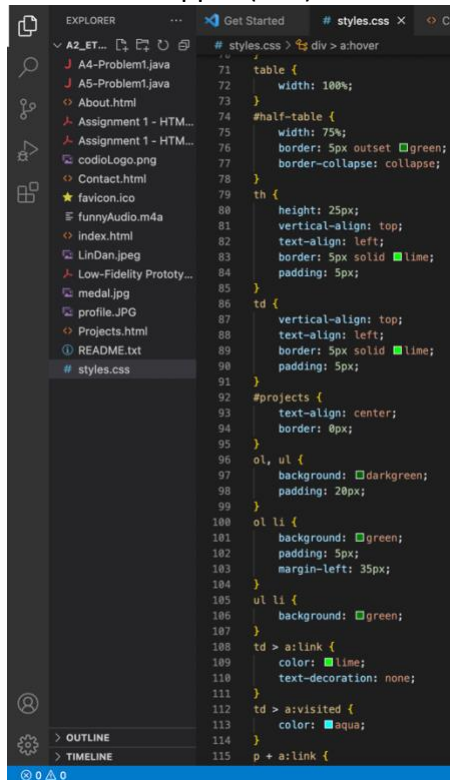 EXPLORER
Get Started
# styles.css
A2_ET...
# styles.css > div > a:hover
A4-Problem1.java
A5-Problem1.java
About.html
Assignment 1 - HTM...
Assignment 1 - HTM...
codioLogo.png
Contact.html
favicon.ico
funnyAudio.m4a
index.html
LinDan.jpeg
Low-Fidelity Prototy...
medal.jpg
profile.JPG
Projects.html
README.txt
# styles.css
OUTLINE
TIMELINE
0 0
71 table {
72 width: 100%;
73 }
74 #half-table {
75 width: 75%;
76 border: 5px outset green;
77 border-collapse: collapse;
78 }
79 th {
80 height: 25px;
81 vertical-align: top;
82 text-align: left;
83 border: 5px solid lime;
84 padding: 5px;
85 }
86 td {
87 vertical-align: top;
88 text-align: left;
89 border: 5px solid lime;
90 padding: 5px;
91 }
92 #projects {
93 text-align: center;
94 border: 0px;
95 }
96 ol, ul {
97 background: darkgreen;
98 padding: 20px;
99 }
100 ol li {
101 background: green;
102 padding: 5px;
103 margin-left: 35px;
104 }
105 ul li {
106 background: green;
107 }
108 td > a:link {
109 color: lime;
110 text-decoration: none;
111 }
112 td > a:visited {
113 color: aqua;
114 }
115 p + a:link {